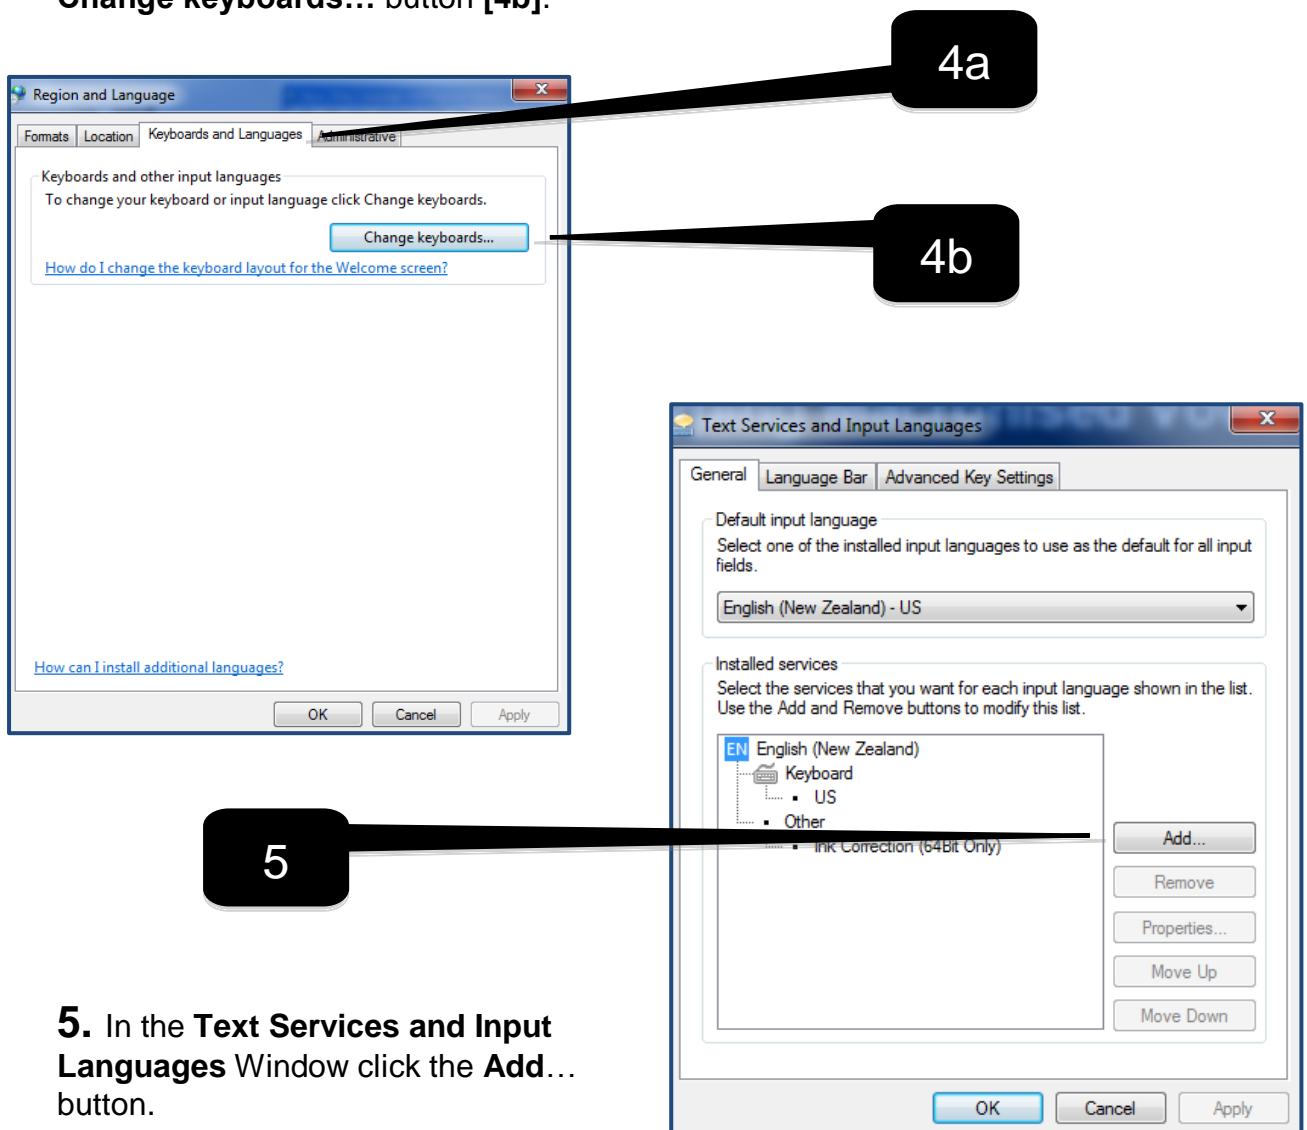 Change keyboards… button [4b].
4a
Region and Language
Formats Location Keyboards and Languages Administrative
Keyboards and other input languages
To change your keyboard or input language click Change keyboards.
Change keyboards...
How do I change the keyboard layout for the Welcome screen?
4b
How can I install additional languages?
OK Cancel Apply
Text Services and Input Languages
General Language Bar Advanced Key Settings
Default input language
Select one of the installed input languages to use as the default for all input
fields.
English (New Zealand) - US
Installed services
Select the services that you want for each input language shown in the list.
Use the Add and Remove buttons to modify this list.
EN English (New Zealand)
Keyboard
US
Other
Ink Correction (64Bit Only)
Add...
Remove
Properties...
Move Up
Move Down
OK Cancel Apply
5
5. In the Text Services and Input
Languages Window click the Add…
button.